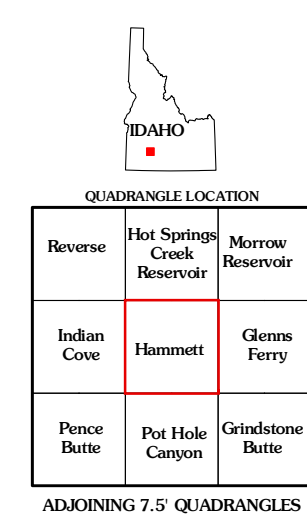 IDAHO
QUADRANGLE LOCATION
Reverse
Hot Springs
Creek
Reservoir
Morrow
Reservoir
Indian
Cove
Hammett
Glenns
Ferry
Pence
Butte
Pot Hole
Canyon
Grindstone
Butte
ADJOINING 7.5' QUADRANGLES